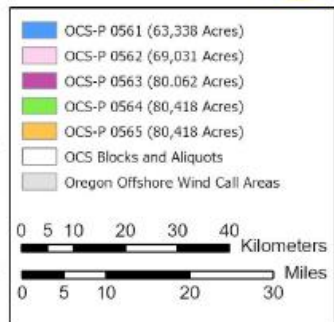 OCS-P 0561 (63,338 Acres)
OCS-P 0562 (69,031 Acres)
OCS-P 0563 (80.062 Acres)
OCS-P 0564 (80,418 Acres)
OCS-P 0565 (80,418 Acres)
OCS Blocks and Aliquots
Oregon Offshore Wind Call Areas
0 5 10 20 30 40
Kilometers
Miles
0 5 10 20 30